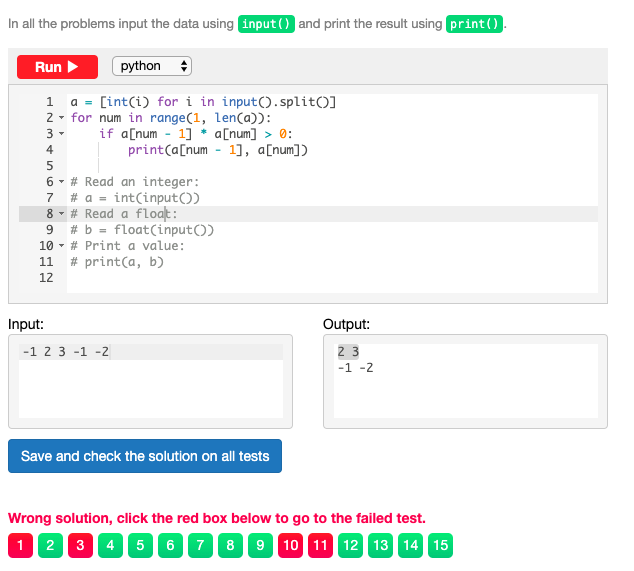 In all the problems input the data using input() and print the result using print().
Run
python
1 a = [int(i) for i in input().split()]
2 for num in range(1, len(a)):
3 if a[num - 1] * a[num] > 0:
4 print(a[num - 1], a[num])
5
6 # Read an integer:
7 # a = int(input())
8 # Read a float:
9 # b = float(input())
10 # Print a value:
11 # print(a, b)
12
Input:
Output:
-1 2 3 -1 -2
2 3
-1 -2
Save and check the solution on all tests
Wrong solution, click the red box below to go to the failed test.
1 2 3 4 5 6 7 8 9 10 11 12 13 14 15